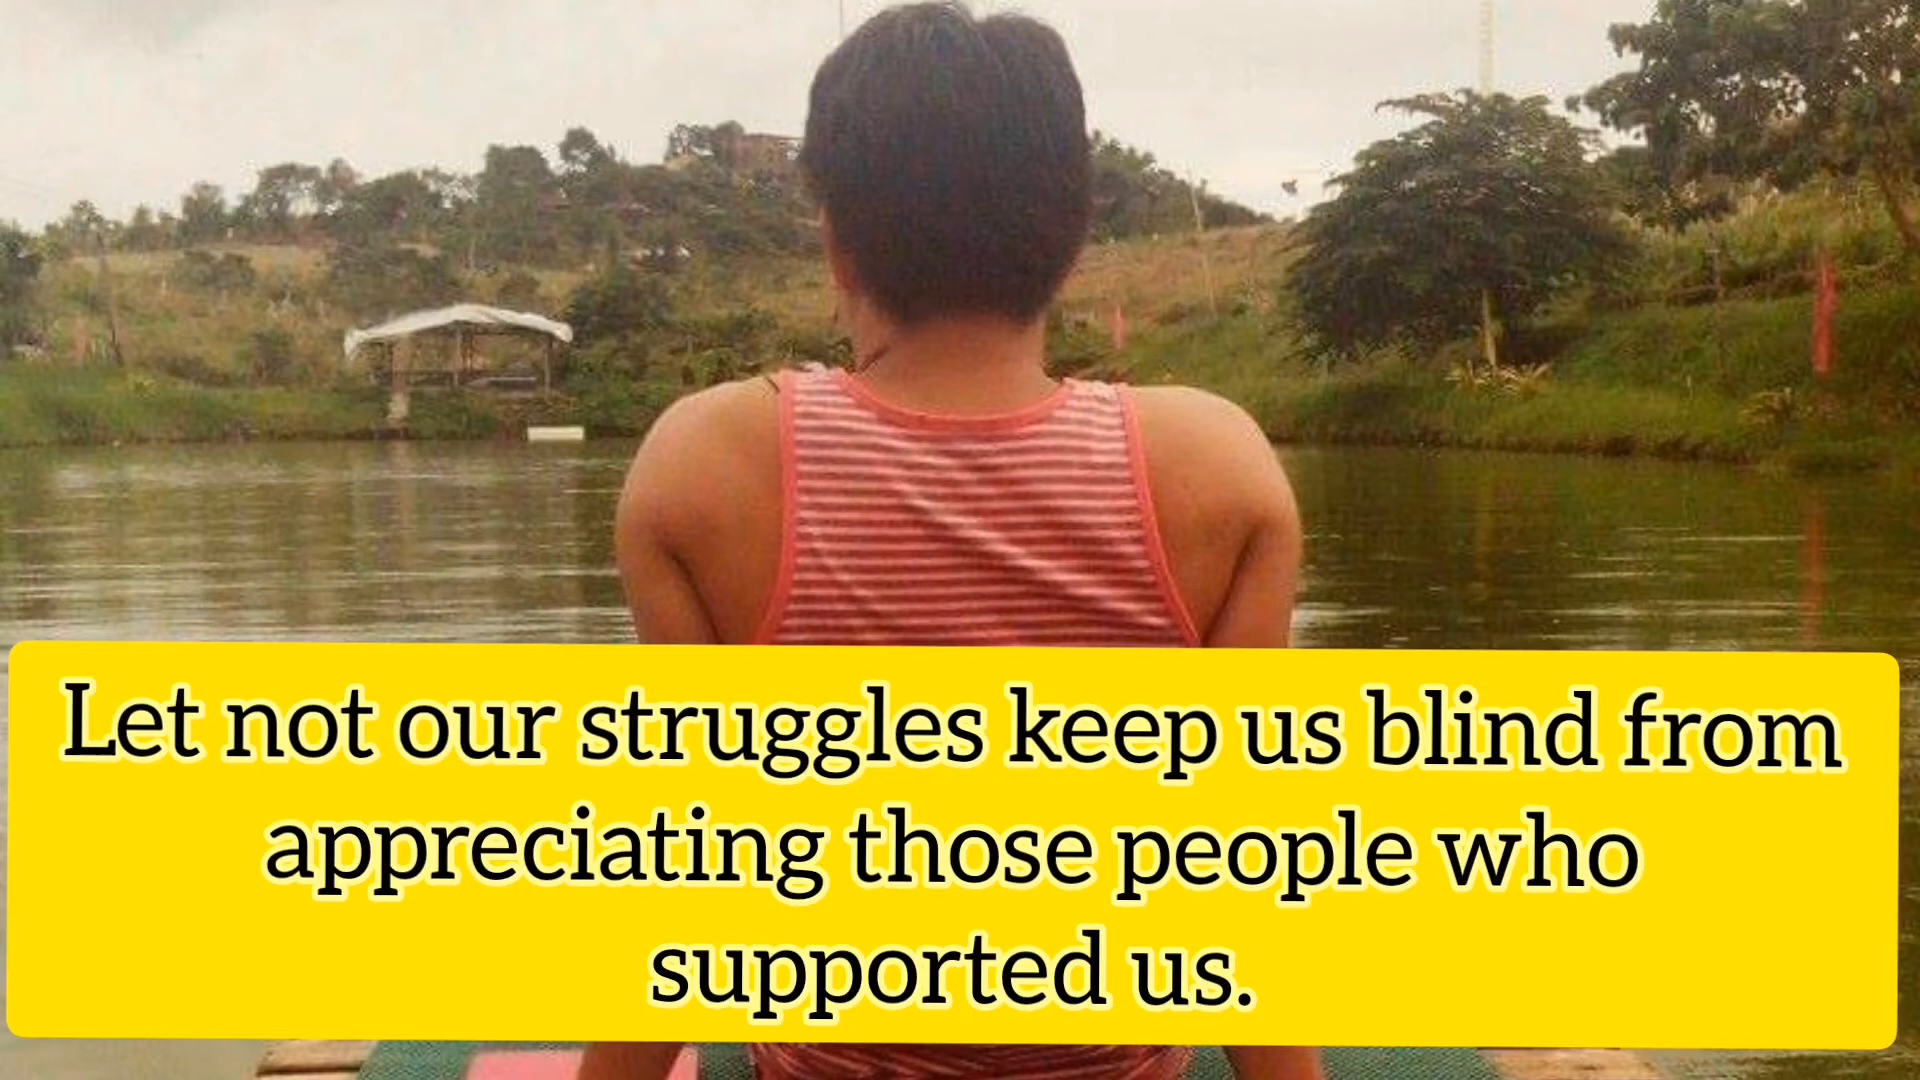 Let not our struggles keep us blind from
appreciating those people who
supported us.